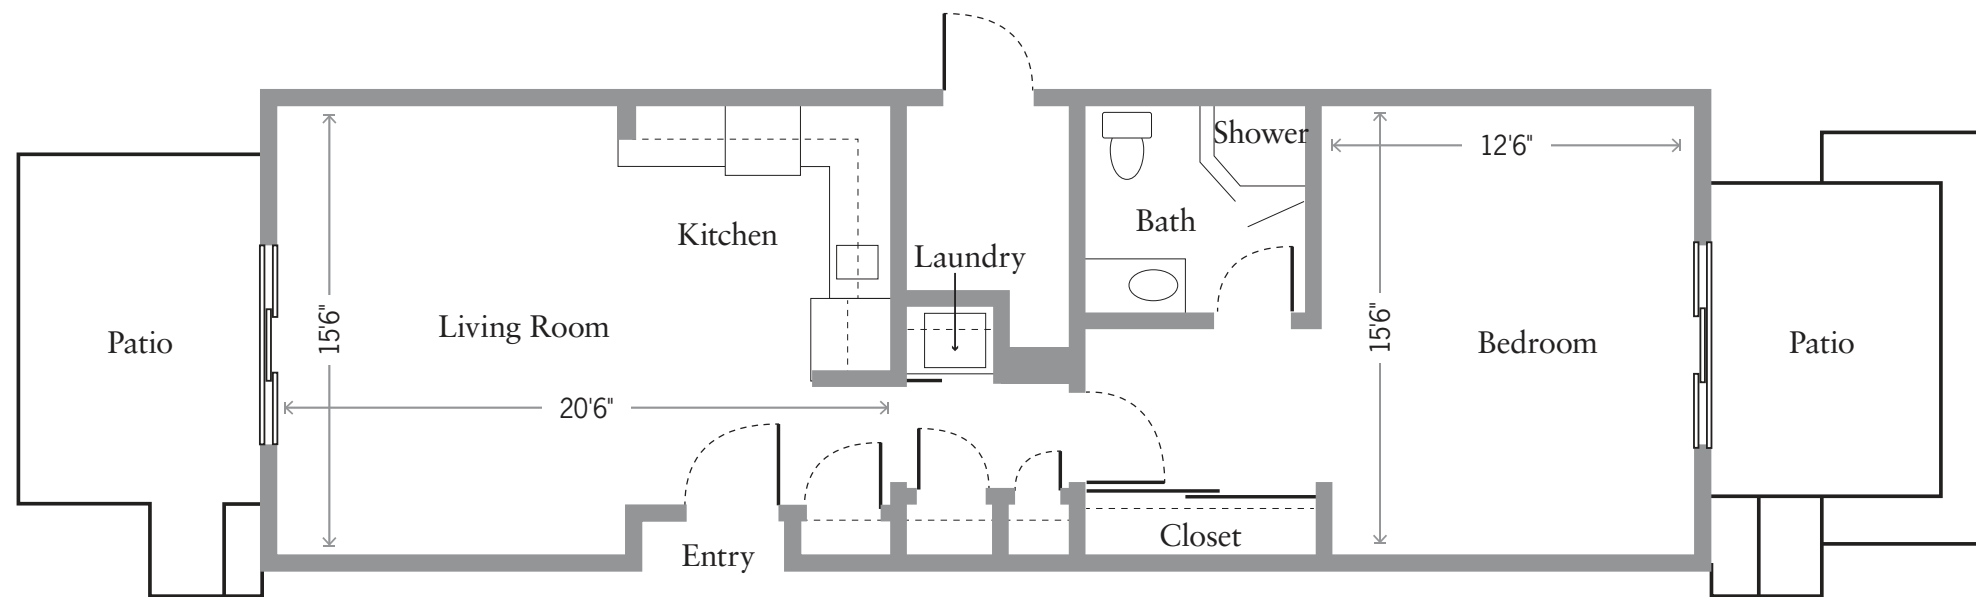 Shower
12'6"
Bath
Kitchen
Laundry
Patio
15'6"
Living Room
15'6"
Bedroom
Patio
20'6"
Closet
Entry